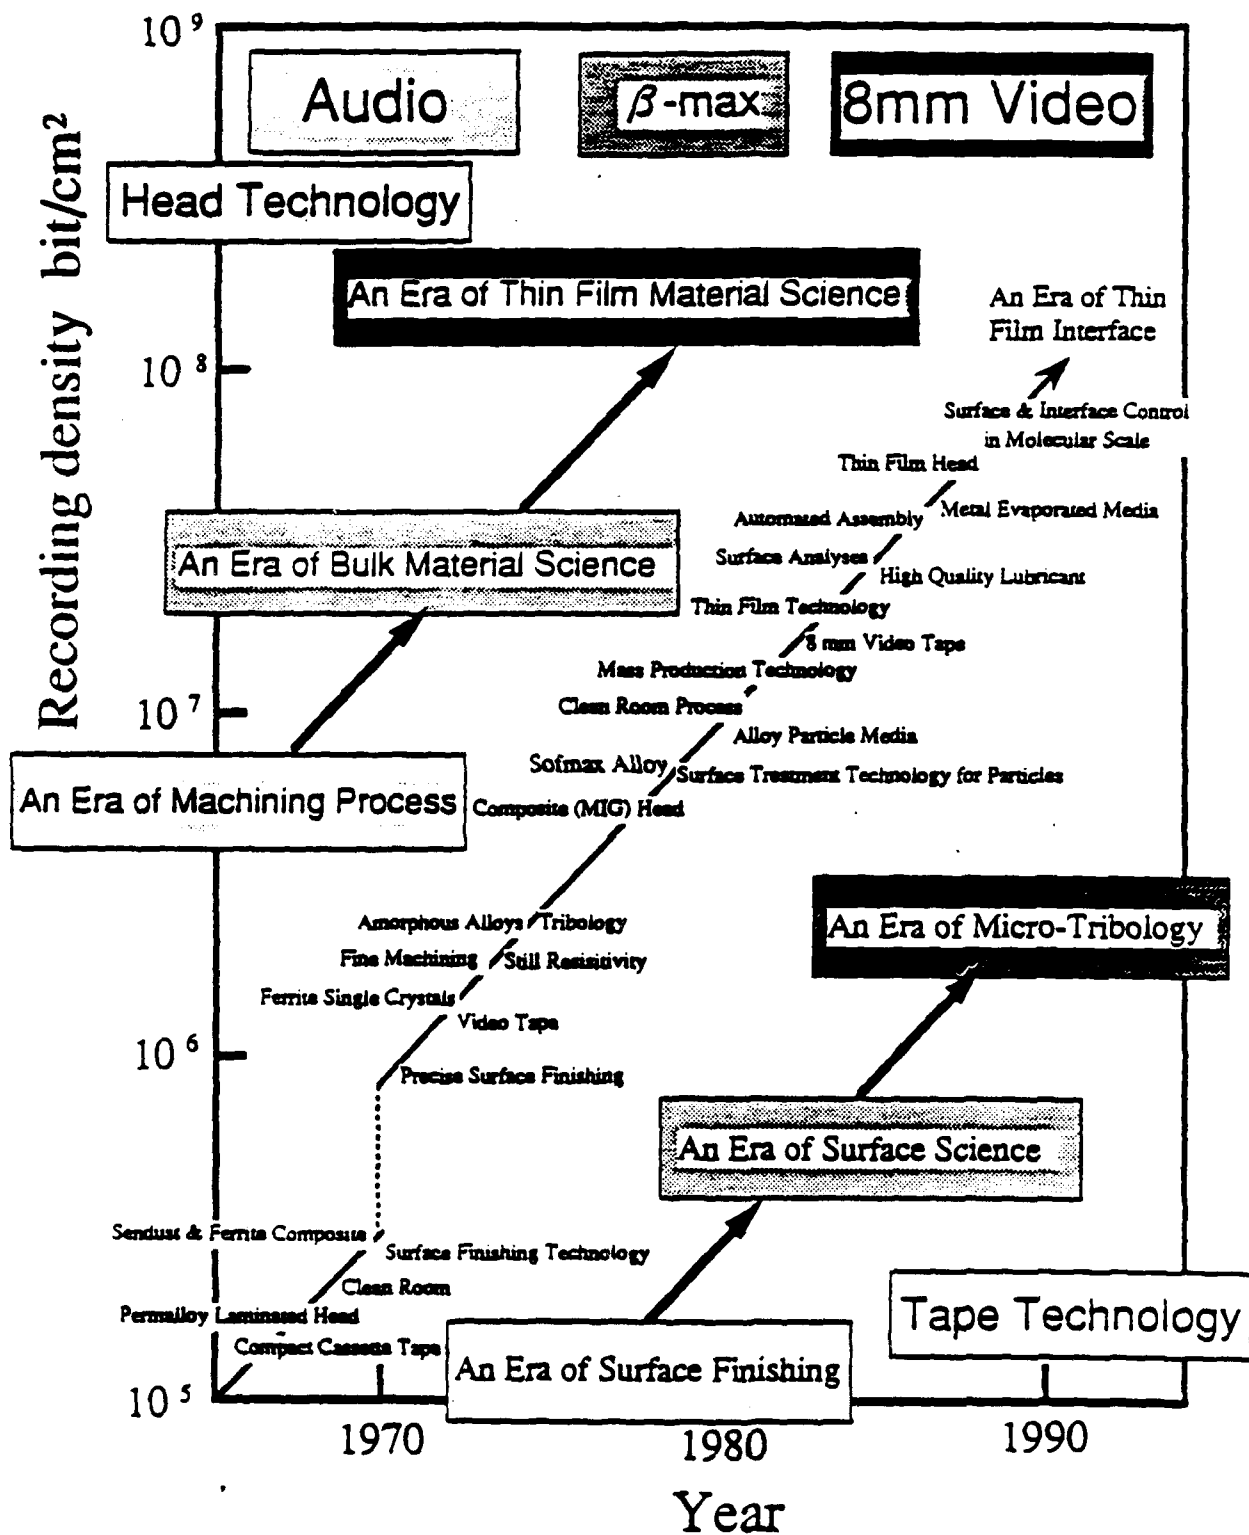 10⁹
Audio
β-max
8mm Video
Head Technology
Recording density bit/cm²
An Era of Thin Film Material Science
An Era of Thin
Film Interface
10⁸
Surface & Interface Control
in Molecular Scale
Thin Film Head
Metal Evaporated Media
Automated Assembly
An Era of Bulk Material Science
Surface Analyses
High Quality Lubricant
Thin Film Technology
8 mm Video Tape
Mass Production Technology
10⁷
Clean Room Process
Alloy Particle Media
Sofmax Alloy
Surface Treatment Technology for Particles
An Era of Machining Process
Composite (MIG) Head
Amorphous Alloys
Tribology
An Era of Micro-Tribology
Fine Machining
Still Resisitivity
Ferrite Single Crystals
Video Tape
10⁶
Precise Surface Finishing
An Era of Surface Science
Sendust & Ferrite Composite
Surface Finishing Technology
Clean Room
Permalloy Laminated Head
Tape Technology
Compact Cassette Tape
An Era of Surface Finishing
10⁵
1970
1980
1990
Year